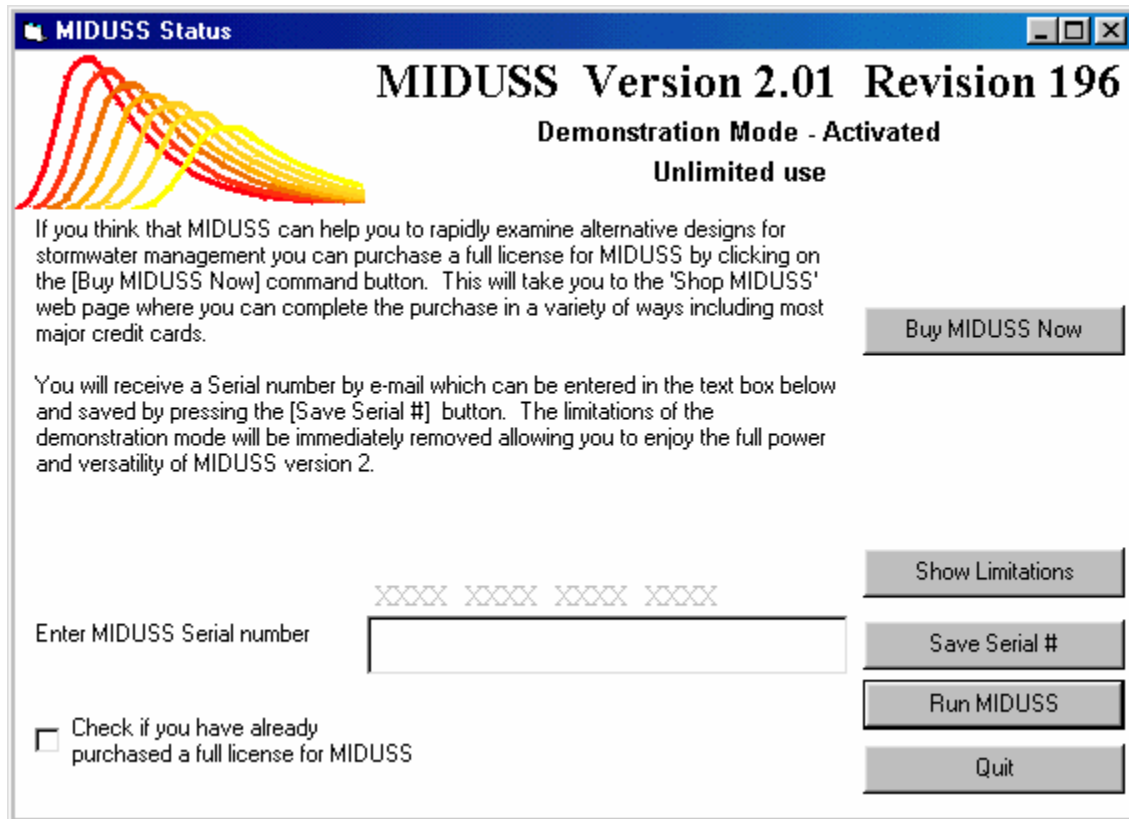 MIDUSS Status
MIDUSS Version 2.01 Revision 196
Demonstration Mode - Activated
Unlimited use
If you think that MIDUSS can help you to rapidly examine alternative designs for
stormwater management you can purchase a full license for MIDUSS by clicking on
the [Buy MIDUSS Now] command button. This will take you to the 'Shop MIDUSS'
web page where you can complete the purchase in a variety of ways including most
major credit cards.
Buy MIDUSS Now
You will receive a Serial number by e-mail which can be entered in the text box below
and saved by pressing the [Save Serial #] button. The limitations of the
demonstration mode will be immediately removed allowing you to enjoy the full power
and versatility of MIDUSS version 2.
Show Limitations
XXXX XXXX XXXX XXXX
Enter MIDUSS Serial number
Save Serial #
Run MIDUSS
Check if you have already
purchased a full license for MIDUSS
Quit